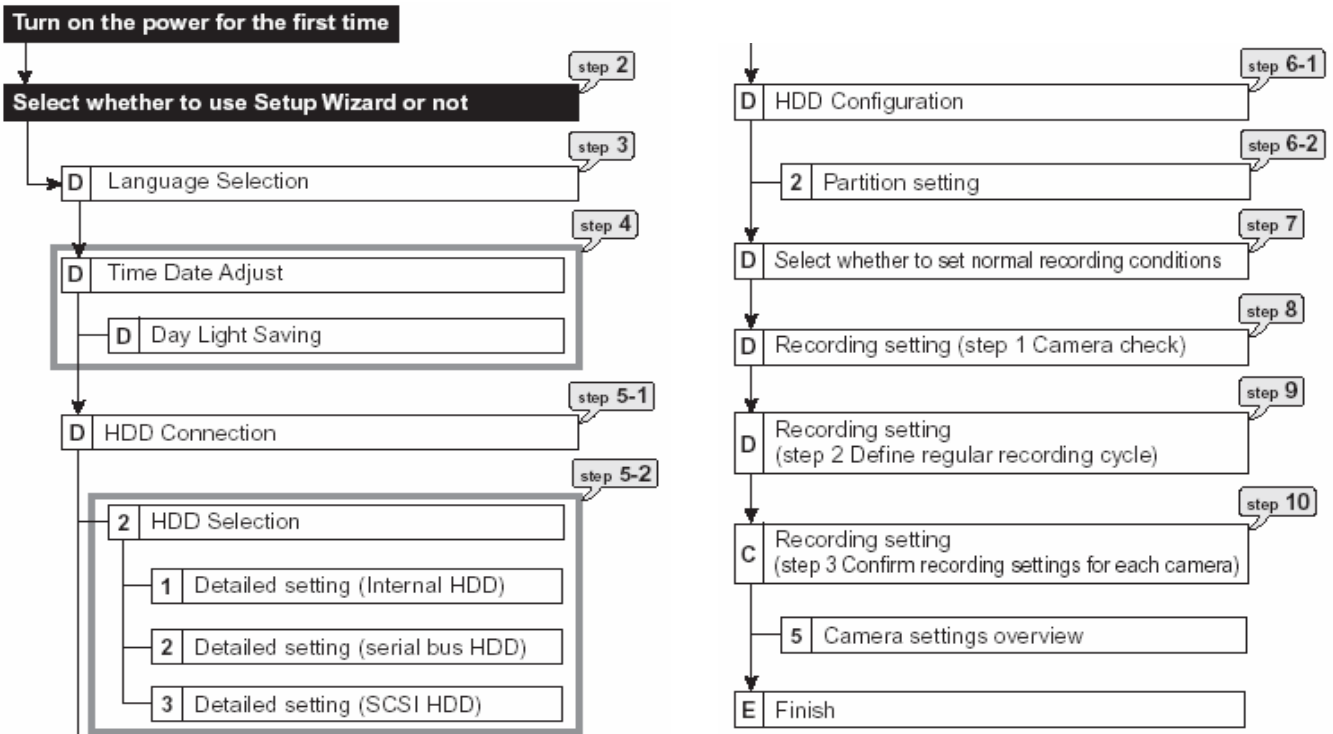 Turn on the power for the first time
step 2
Select whether to use Setup Wizard or not
step 3
D Language Selection
step 4
D Time Date Adjust
D Day Light Saving
step 5-1
D HDD Connection
step 5-2
2 HDD Selection
1 Detailed setting (Internal HDD)
2 Detailed setting (serial bus HDD)
3 Detailed setting (SCSI HDD)
step 6-1
D HDD Configuration
step 6-2
2 Partition setting
step 7
D Select whether to set normal recording conditions
step 8
D Recording setting (step 1 Camera check)
step 9
D Recording setting
(step 2 Define regular recording cycle)
step 10
C Recording setting
(step 3 Confirm recording settings for each camera)
5 Camera settings overview
E Finish